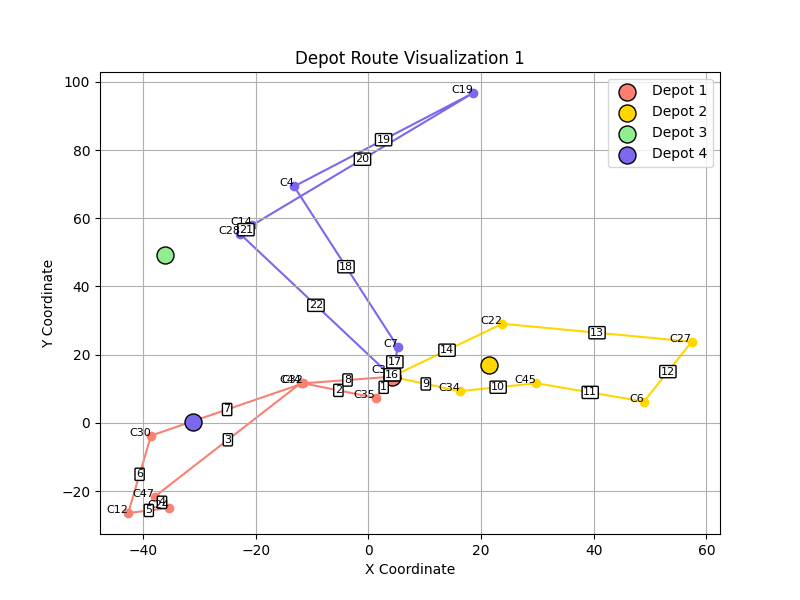 Depot Route Visualization 1
Depot 1
Depot 2
Depot 3
Depot 4
Y Coordinate
100
80
60
40
20
0
−20
−40
−20
0
20
40
60
X Coordinate
C19
19
20
C4
C14
C28
21
18
22
C22
13
C27
C7
14
17
12
16
C32
8
2
1
C35
9
C34
10
C45
11
C6
7
3
C30
6
C47
4
5
C12